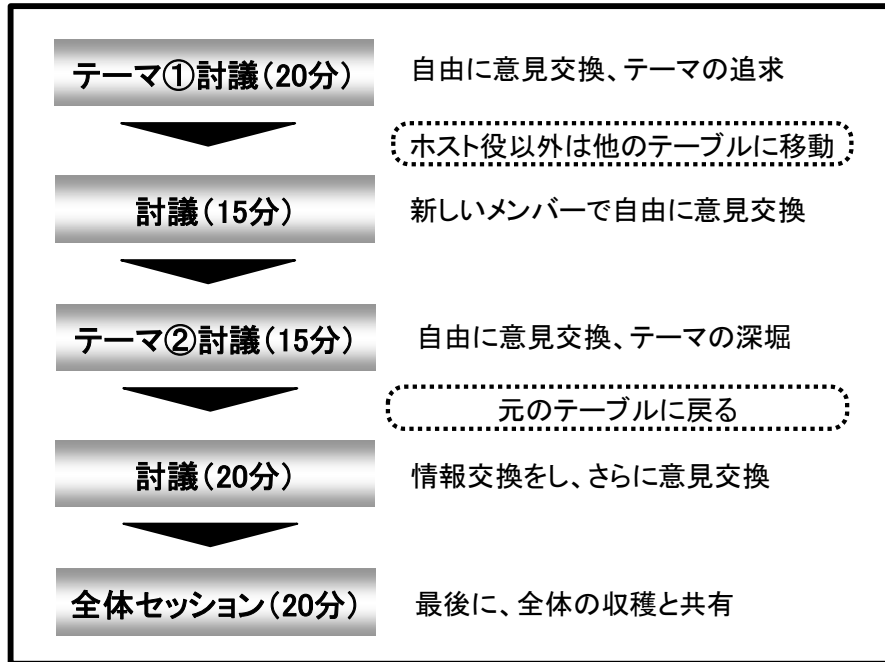 テーマ①討議(20分)
自由に意見交換、テーマの追求
ホスト役以外は他のテーブルに移動
討議(15分)
新しいメンバーで自由に意見交換
テーマ②討議(15分)
自由に意見交換、テーマの深堀
元のテーブルに戻る
討議(20分)
情報交換をし、さらに意見交換
全体セッション(20分)
最後に、全体の収穫と共有